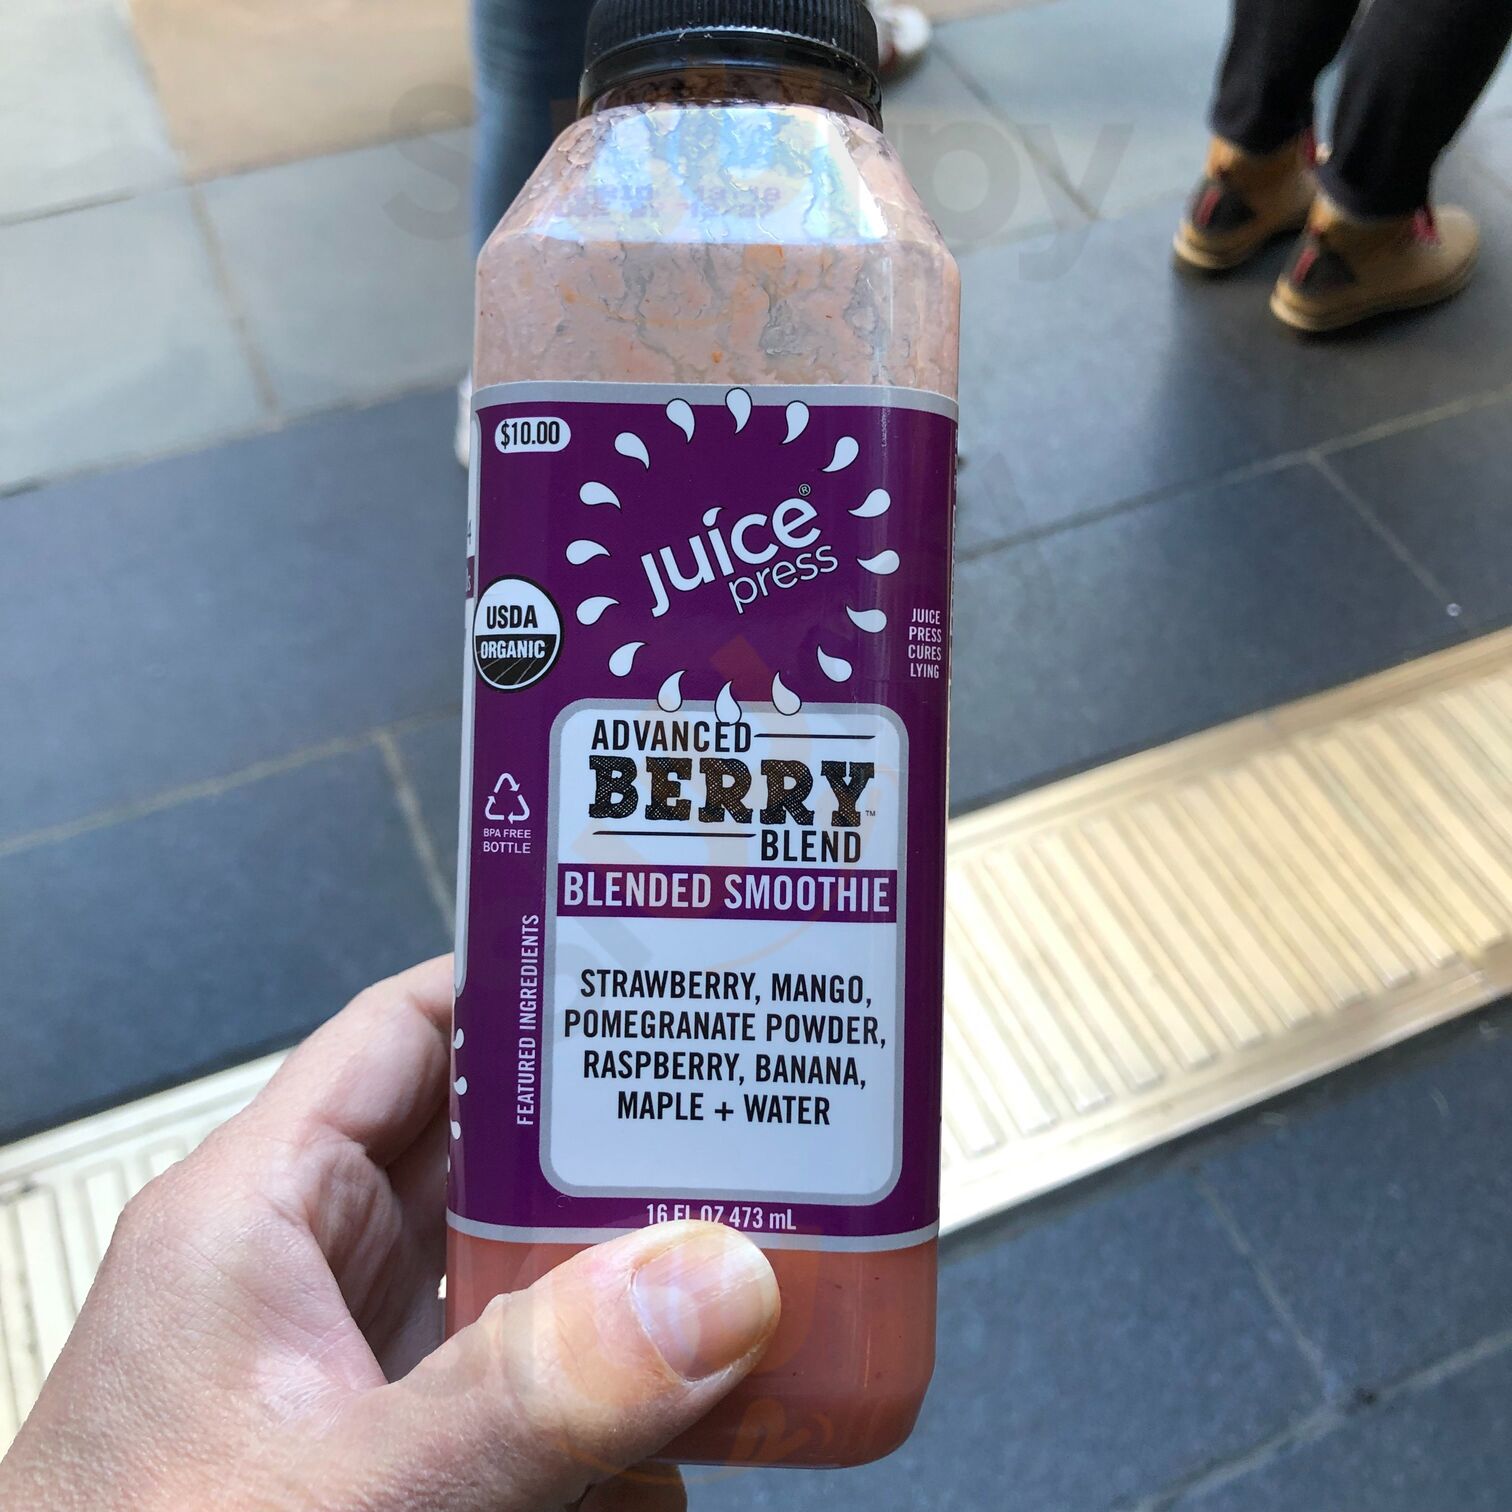 $10.00
juice®
press
USDA
ORGANIC
JUICE
PRESS
CURES
LYING
ADVANCED
BERRY™
BLEND
BLENDED SMOOTHIE
BPA FREE
BOTTLE
FEATURED INGREDIENTS
STRAWBERRY, MANGO,
POMEGRANATE POWDER,
RASPBERRY, BANANA,
MAPLE + WATER
16 FL OZ 473 mL